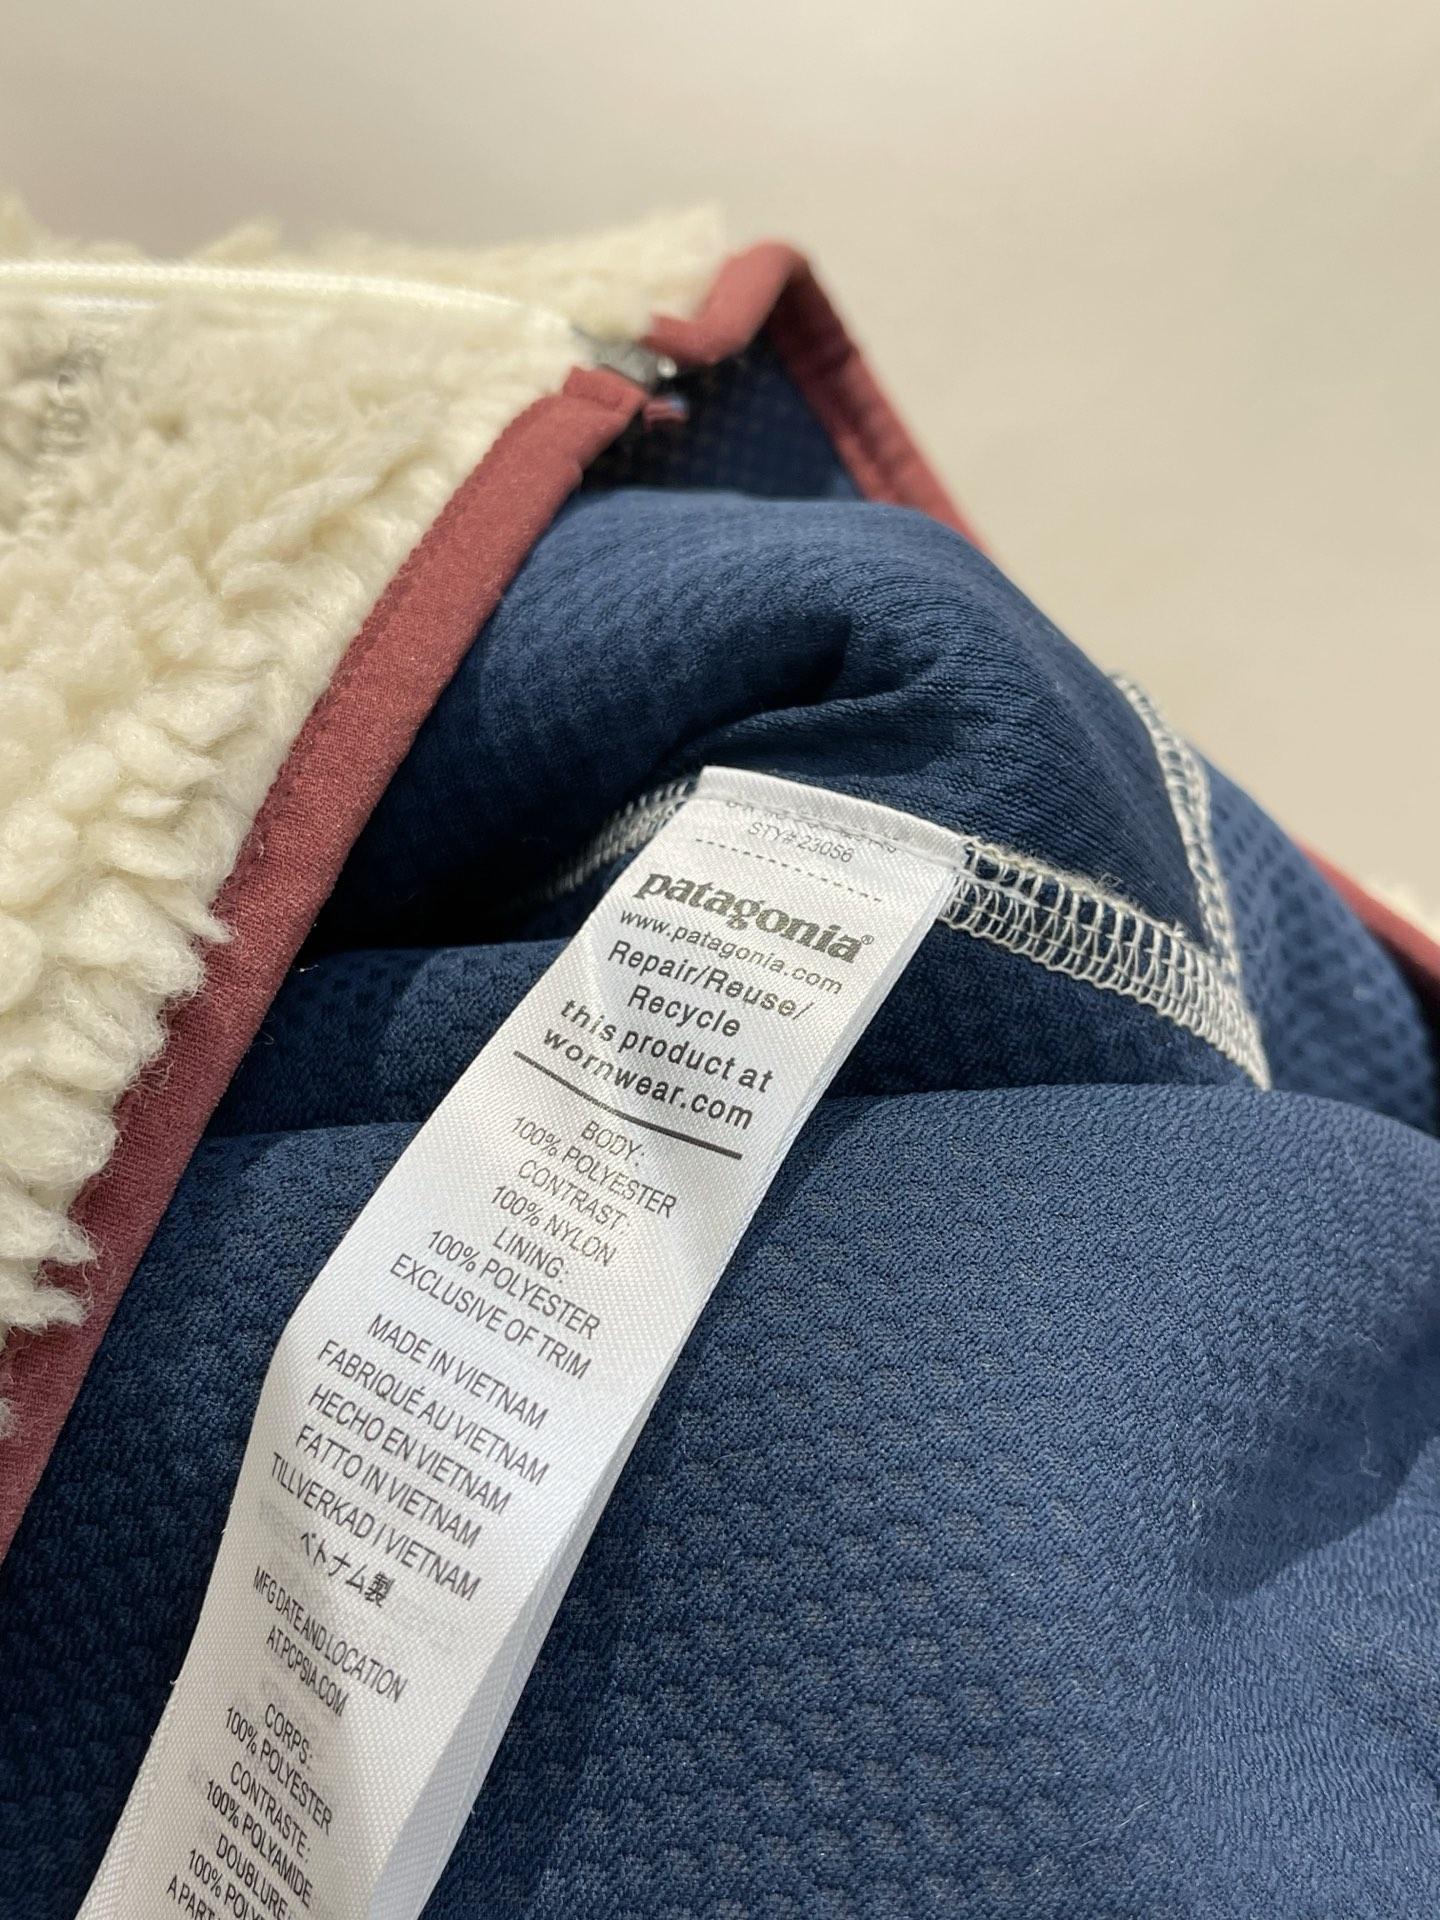 STY# 23056
patagonia®
www.patagonia.com
Repair/Reuse/
Recycle
this product at
wornwear.com
BODY:
100% POLYESTER
CONTRAST:
100% NYLON
LINING:
100% POLYESTER
EXCLUSIVE OF TRIM
MADE IN VIETNAM
FABRIQUÉ AU VIETNAM
HECHO EN VIETNAM
FATTO IN VIETNAM
TILLVERKAD I VIETNAM
ベトナム製
MFG DATE AND LOCATION
AT.PCPSIA.COM
CORPS:
100% POLYESTER
CONTRASTE:
100% POLYAMIDE
DOUBLURE
100%